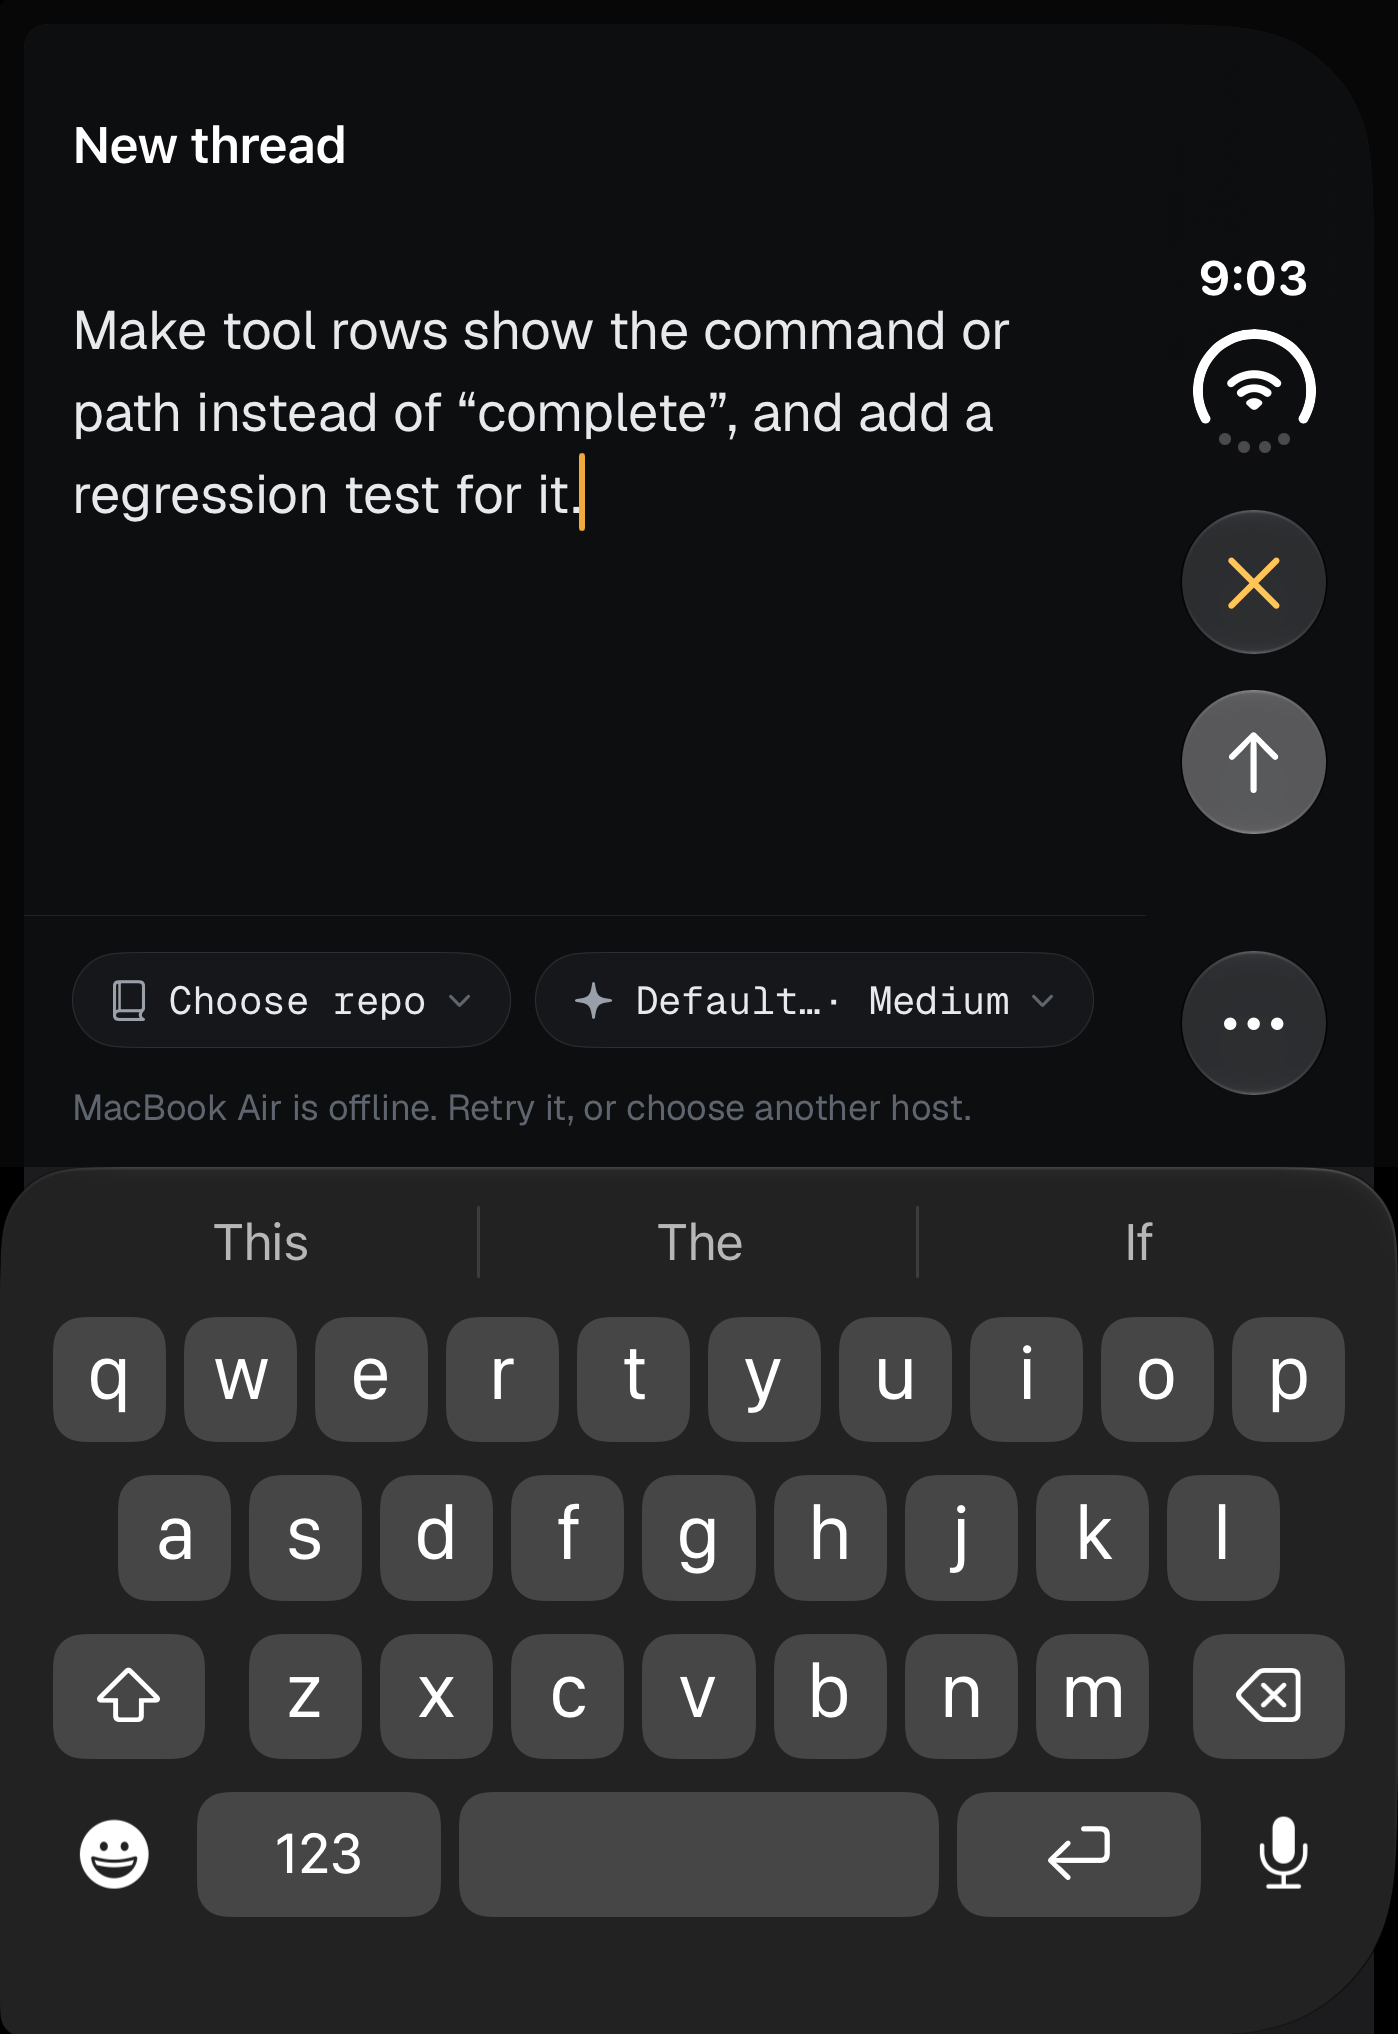 New thread
9:03
Make tool rows show the command or
path instead of “complete”, and add a
regression test for it.
Choose repo
Default…· Medium
MacBook Air is offline. Retry it, or choose another host.
This The If
q w e r t y u i o p
a s d f g h j k l
z x c v b n m
123